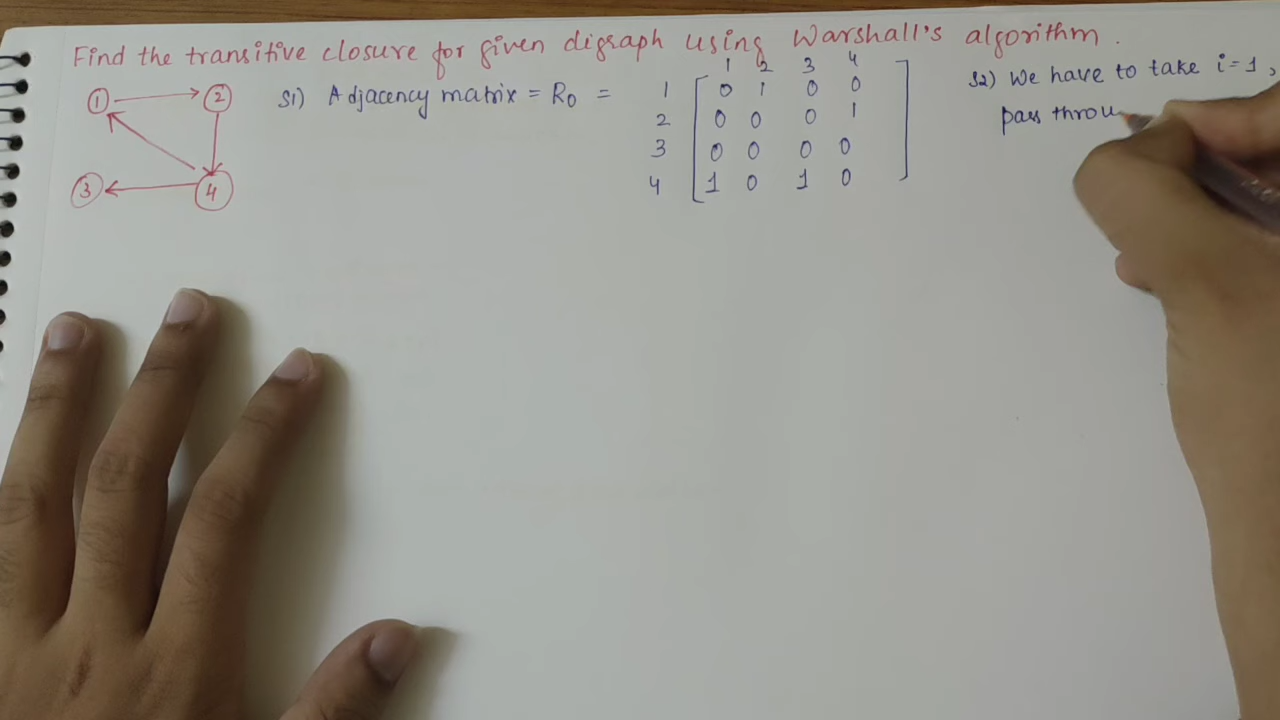 Find the transitive closure for given digraph using Warshall's algorithm.
1 2
3 4
S1) Adjacency matrix = R0 =
1 2 3 4
1 0 1 0 0
2 0 0 0 1
3 0 0 0 0
4 1 0 1 0
S2) We have to take i=1,
pass throu